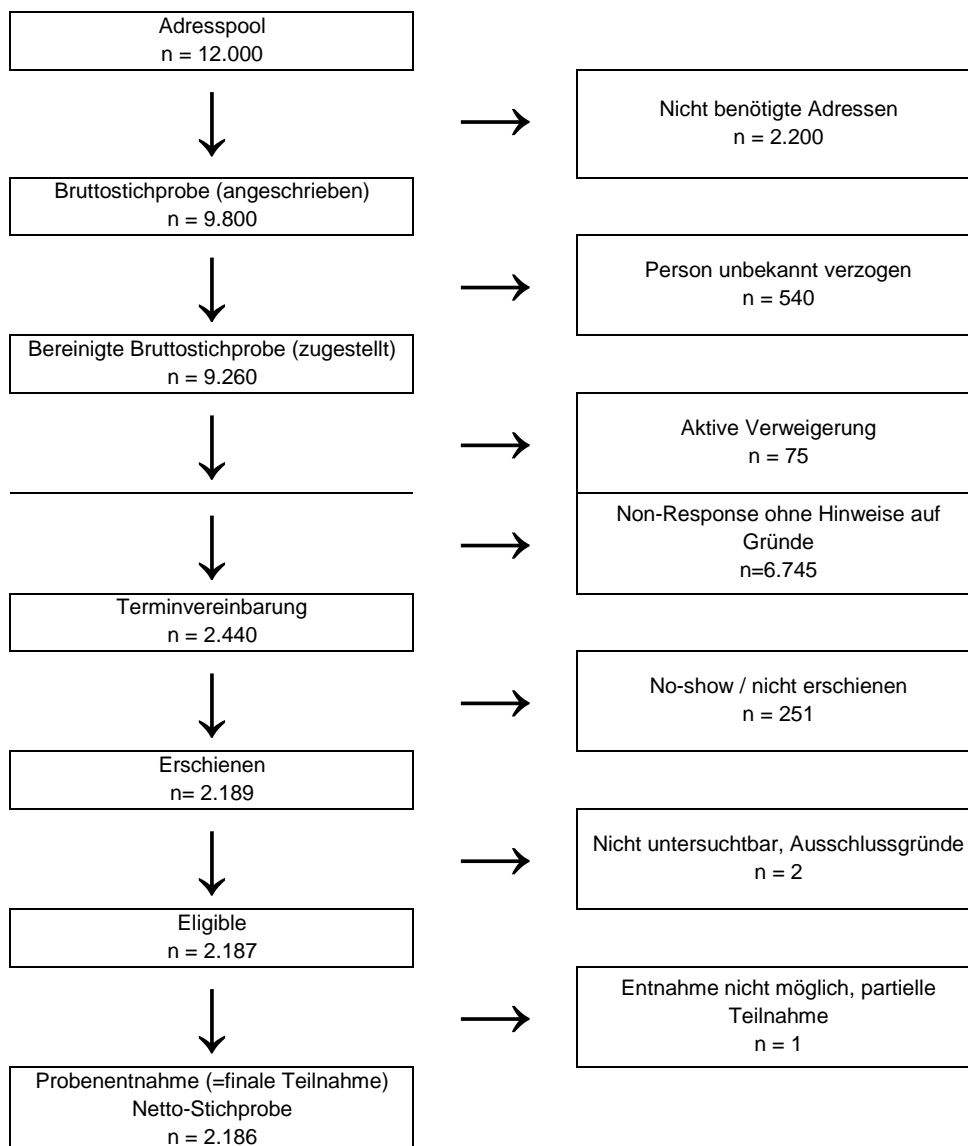 Adresspool
n = 12.000
Nicht benötigte Adressen
n = 2.200
Bruttostichprobe (angeschrieben)
n = 9.800
Person unbekannt verzogen
n = 540
Bereinigte Bruttostichprobe (zugestellt)
n = 9.260
Aktive Verweigerung
n = 75
Non-Response ohne Hinweise auf
Gründe
n=6.745
Terminvereinbarung
n = 2.440
No-show / nicht erschienen
n = 251
Erschienen
n= 2.189
Nicht untersuchtbar, Ausschlussgründe
n = 2
Eligible
n = 2.187
Entnahme nicht möglich, partielle
Teilnahme
n = 1
Probenentnahme (=finale Teilnahme)
Netto-Stichprobe
n = 2.186